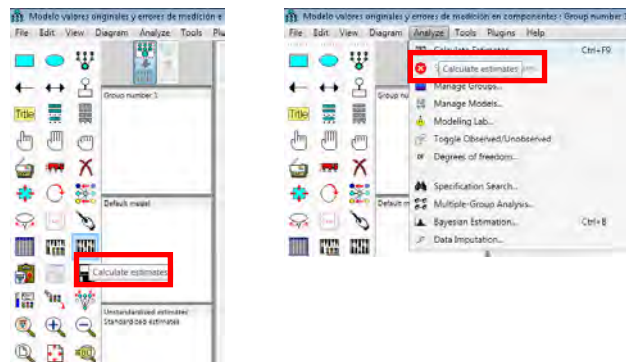 Modelo valores originales y errores de medición e
File Edit View Diagram Analyze Tools Plu
Title
Group number 1
Default model
Calculate estimates
Unstandardized estimates
Standardized estimates
Modelo valores originales y errores de medición en componentes : Group number 1
File Edit View Diagram Analyze Tools Plugins Help
Calculate Estimates Ctrl+F9
Calculate estimates
Manage Groups...
Manage Models...
Modeling Lab...
Toggle Observed/Unobserved
DF Degrees of freedom...
Specification Search...
Multiple-Group Analysis...
Bayesian Estimation... Ctrl+B
Data Imputation...
Title
Group nu
Default m